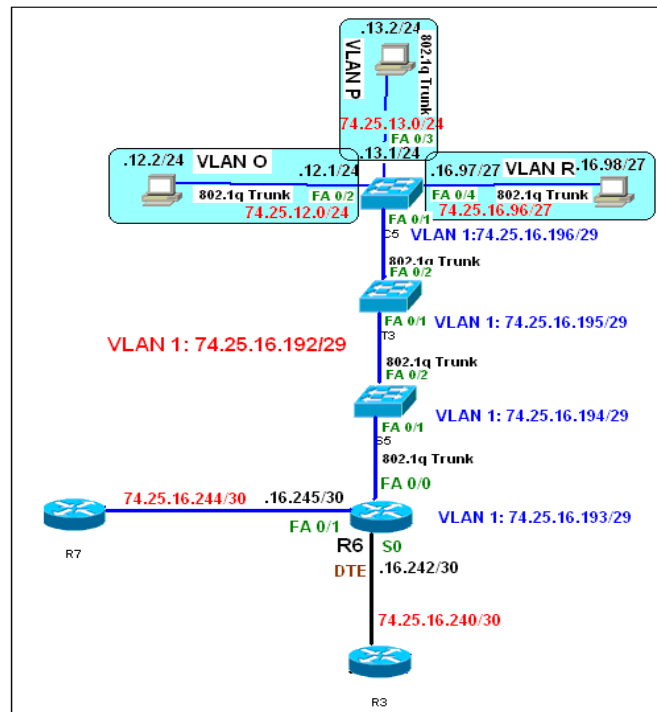 .13.2/24
VLAN P
802.1q Trunk
74.25.13.0/24
FA 0/3
.13.1/24
.12.2/24
VLAN O
.12.1/24
802.1q Trunk
FA 0/2
74.25.12.0/24
.16.97/27
VLAN R
.16.98/27
FA 0/4
802.1q Trunk
74.25.16.96/27
FA 0/1
VLAN 1:74.25.16.196/29
802.1q Trunk
FA 0/2
FA 0/1
VLAN 1: 74.25.16.195/29
T3
VLAN 1: 74.25.16.192/29
802.1q Trunk
FA 0/2
FA 0/1
VLAN 1: 74.25.16.194/29
S5
802.1q Trunk
FA 0/0
74.25.16.244/30
.16.245/30
FA 0/1
VLAN 1: 74.25.16.193/29
R7
R6
S0
DTE
.16.242/30
74.25.16.240/30
R3